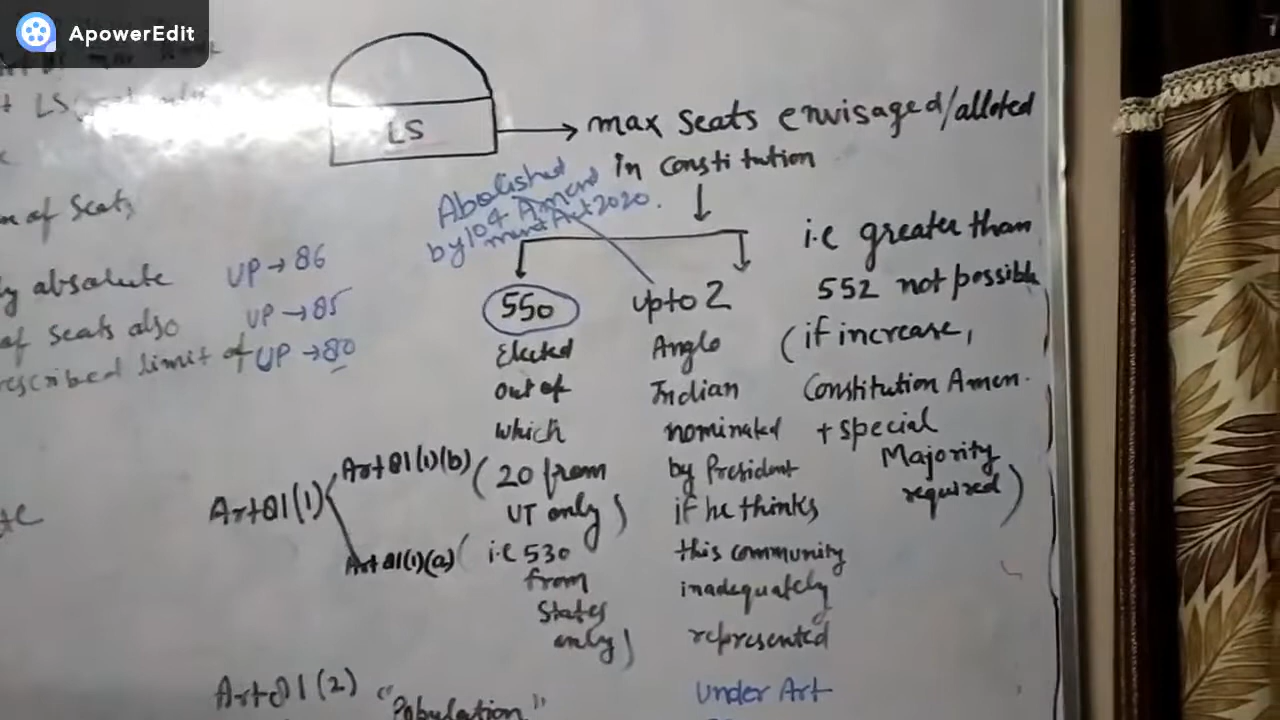 ApowerEdit
LS
LS
max seats envisaged/alloted
in constitution
Abolished
by 104 Amend
ment Act 2020.
n of Seats
y absolute
of seats also
rescribed limit of
UP → 86
UP → 85
UP → 80
550
Elected
out of
which
(20 from
UT only)
(i.e 530
from
States
only)
upto 2
Anglo
Indian
nominated
by President
if he thinks
this community
inadequately
represented
under Art
i.e greater than
552 not possible
(if increase,
Constitution Amen.
+ special
Majority
required)
Art 81(1)
Art 81(1)(b)
Art 81(1)(a)
Art 81(2)
"Population"